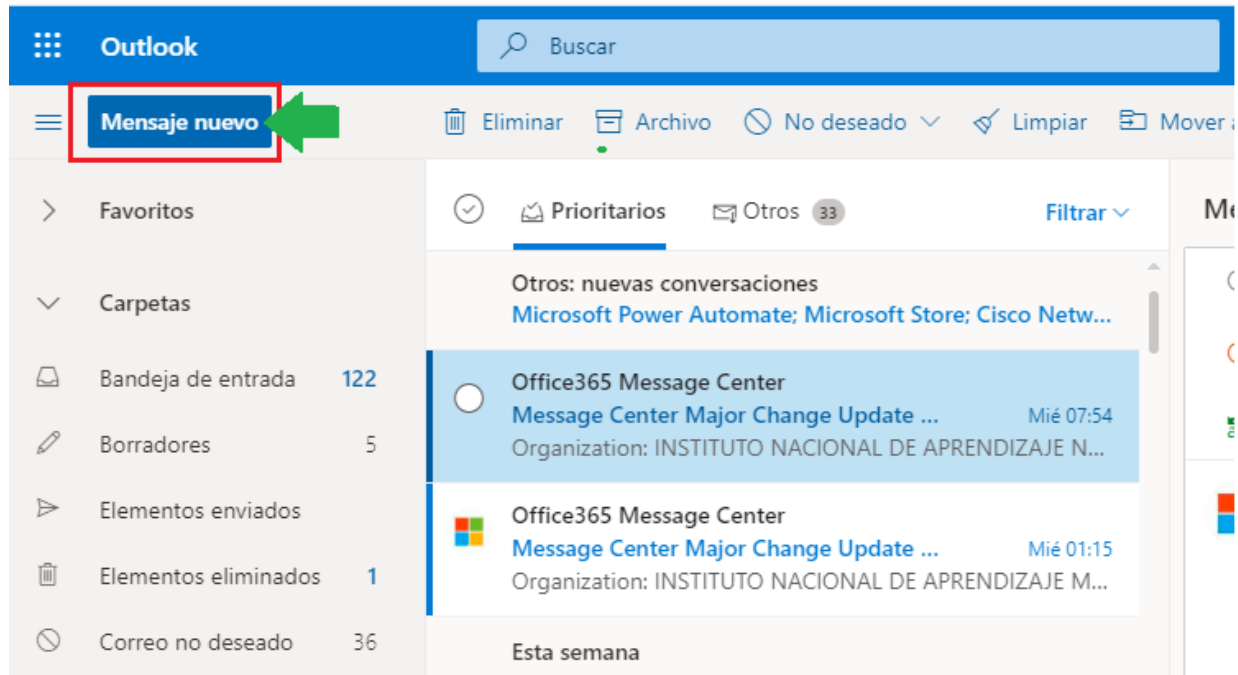 Outlook
Buscar
Mensaje nuevo
Eliminar Archivo No deseado Limpiar Mover
Favoritos
Carpetas
Bandeja de entrada 122
Borradores 5
Elementos enviados
Elementos eliminados 1
Correo no deseado 36
Prioritarios Otros 33 Filtrar
Otros: nuevas conversaciones
Microsoft Power Automate; Microsoft Store; Cisco Netw...
Office365 Message Center
Message Center Major Change Update ... Mié 07:54
Organization: INSTITUTO NACIONAL DE APRENDIZAJE N...
Office365 Message Center
Message Center Major Change Update ... Mié 01:15
Organization: INSTITUTO NACIONAL DE APRENDIZAJE M...
Esta semana